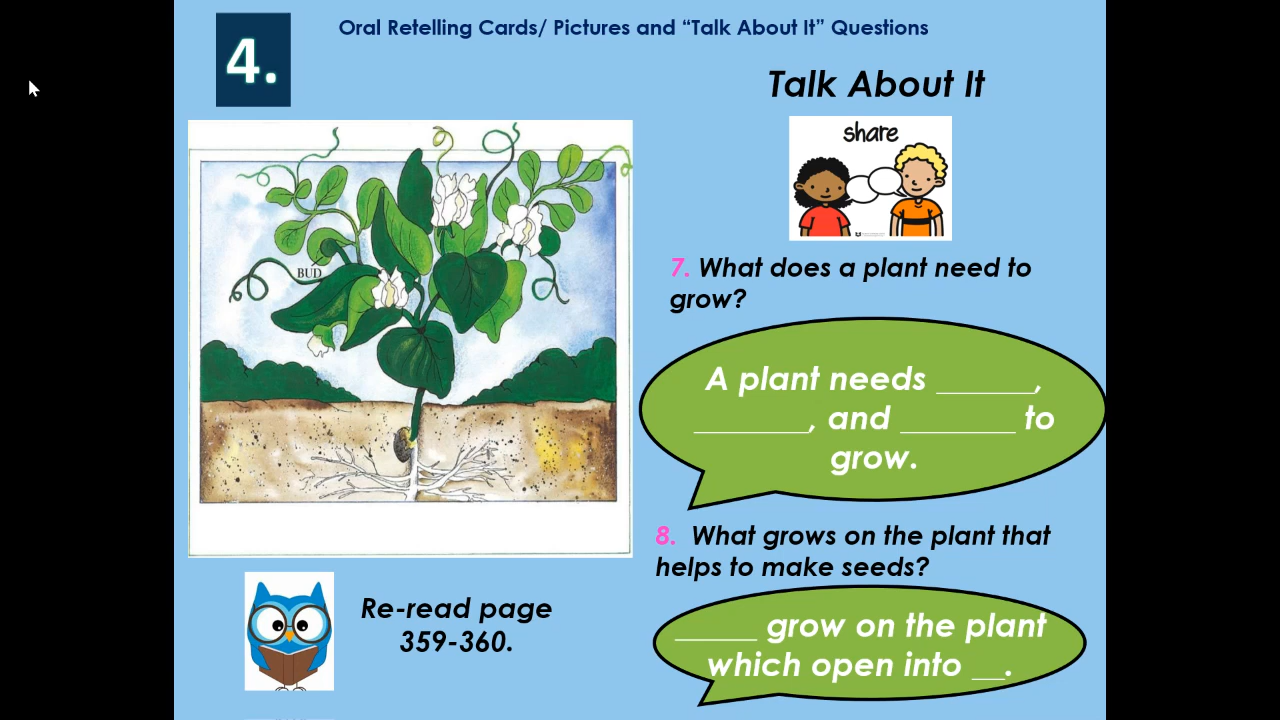 4.
Oral Retelling Cards/ Pictures and “Talk About It” Questions
Talk About It
share
BUD
7. What does a plant need to
grow?
A plant needs ______,
________, and ________ to
grow.
8. What grows on the plant that
helps to make seeds?
_____ grow on the plant
which open into __.
Re-read page
359-360.